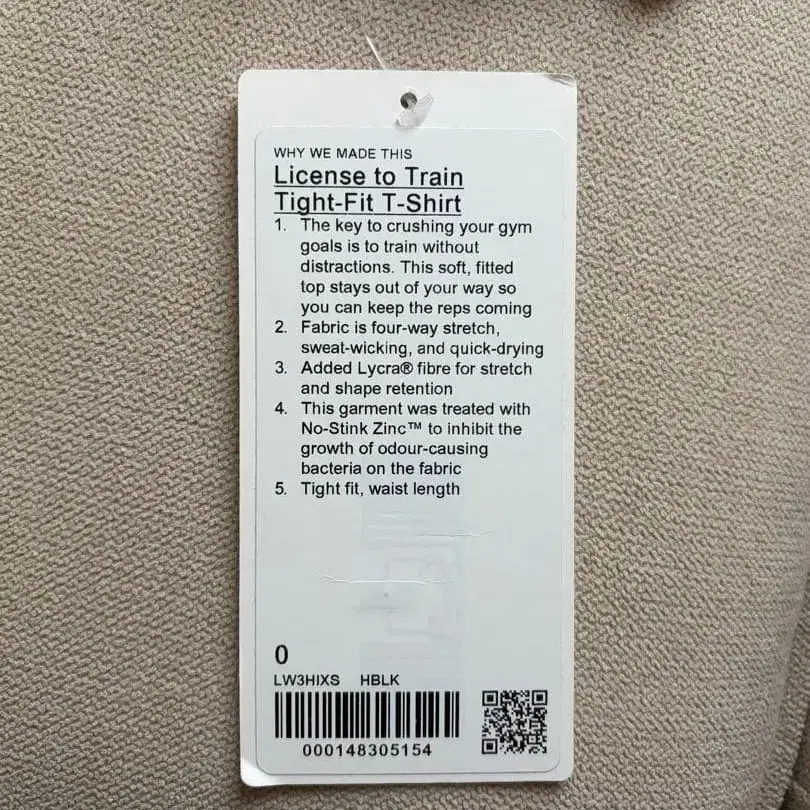 WHY WE MADE THIS
License to Train
Tight-Fit T-Shirt
1. The key to crushing your gym
goals is to train without
distractions. This soft, fitted
top stays out of your way so
you can keep the reps coming
2. Fabric is four-way stretch,
sweat-wicking, and quick-drying
3. Added Lycra® fibre for stretch
and shape retention
4. This garment was treated with
No-Stink Zinc™ to inhibit the
growth of odour-causing
bacteria on the fabric
5. Tight fit, waist length
0
LW3HIXS HBLK
000148305154